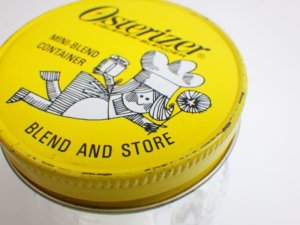 Osterizer®
MINI-BLEND
CONTAINER
BLEND AND STORE